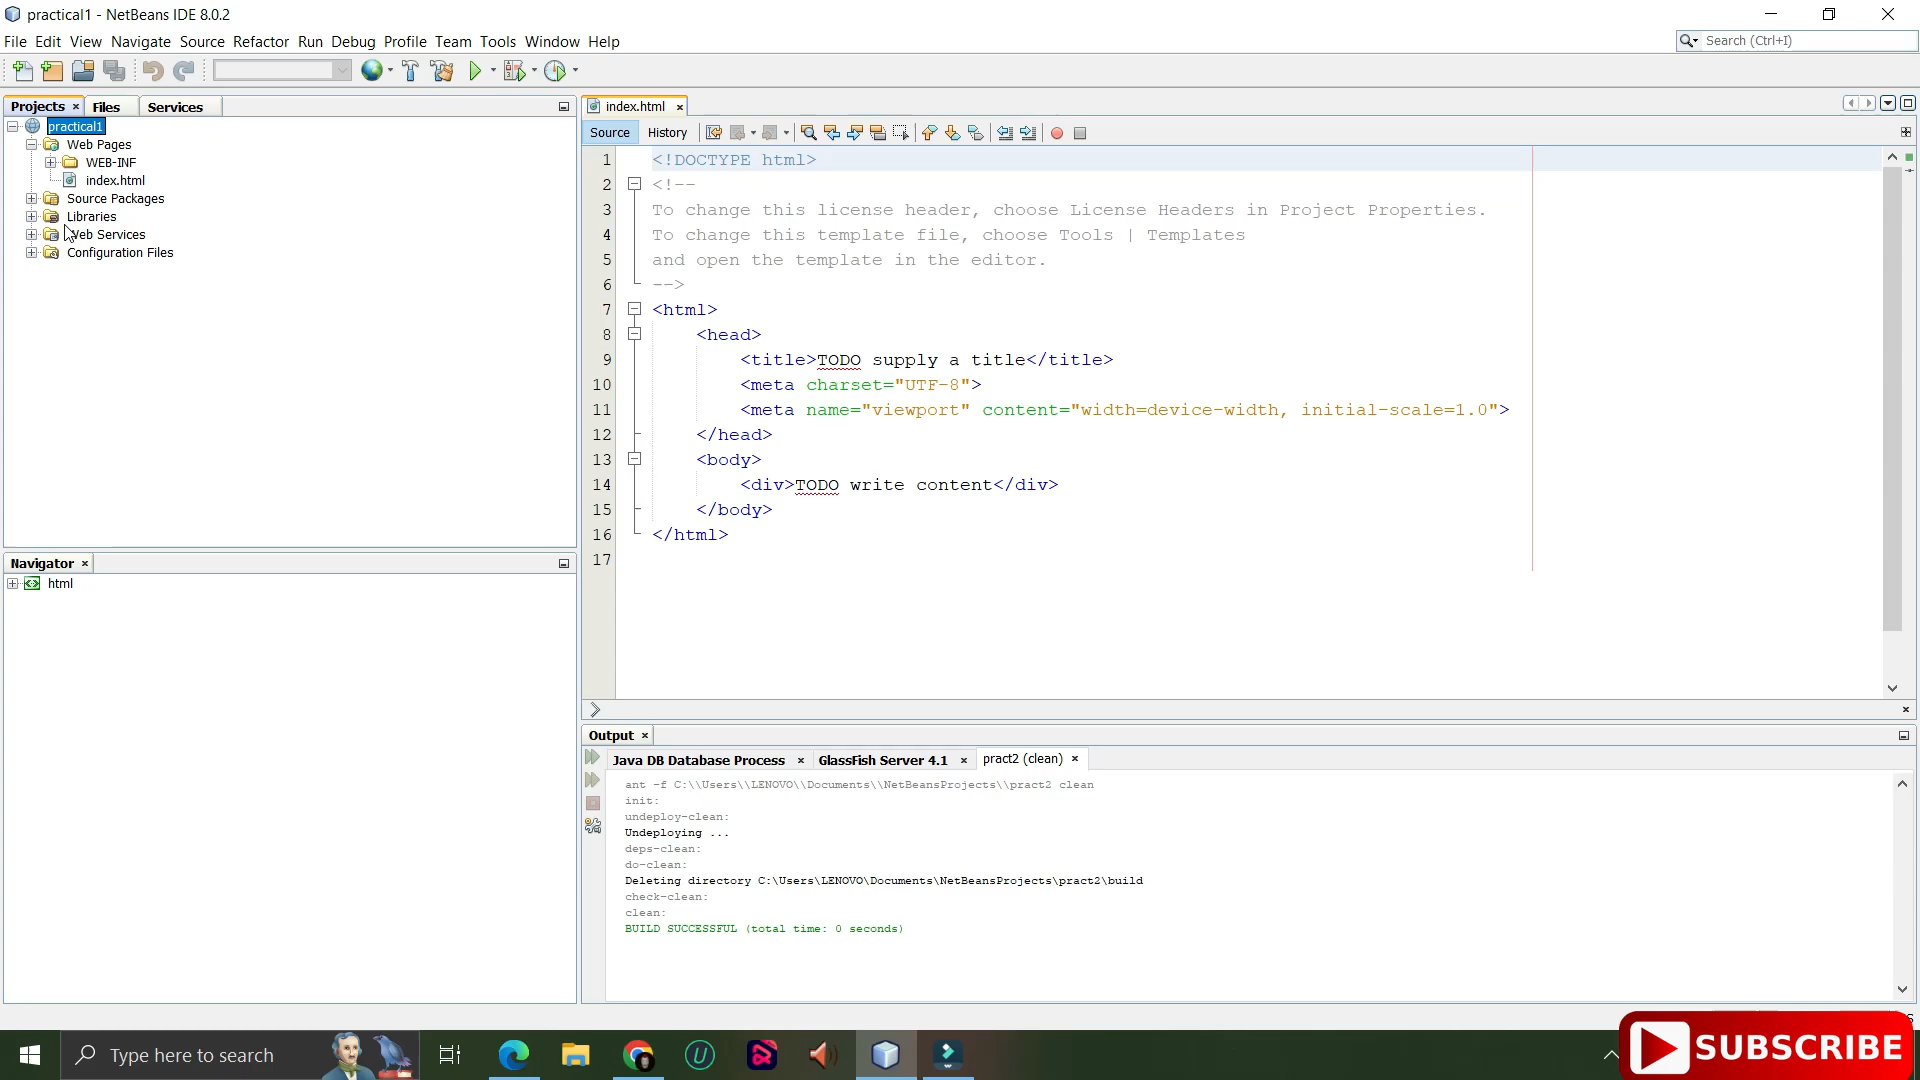 practical1 - NetBeans IDE 8.0.2
File Edit View Navigate Source Refactor Run Debug Profile Team Tools Window Help
Search (Ctrl+I)
Projects Files Services
practical1
Web Pages
WEB-INF
index.html
Source Packages
Libraries
Web Services
Configuration Files
Navigator
html
index.html
Source History
1 <!DOCTYPE html>
2 <!--
3 To change this license header, choose License Headers in Project Properties.
4 To change this template file, choose Tools | Templates
5 and open the template in the editor.
6 -->
7 <html>
8 <head>
9 <title>TODO supply a title</title>
10 <meta charset="UTF-8">
11 <meta name="viewport" content="width=device-width, initial-scale=1.0">
12 </head>
13 <body>
14 <div>TODO write content</div>
15 </body>
16 </html>
17
Output
Java DB Database Process GlassFish Server 4.1 pract2 (clean)
ant -f C:\\Users\\LENOVO\\Documents\\NetBeansProjects\\pract2 clean
init:
undeploy-clean:
Undeploying ...
deps-clean:
do-clean:
Deleting directory C:\Users\LENOVO\Documents\NetBeansProjects\pract2\build
check-clean:
clean:
BUILD SUCCESSFUL (total time: 0 seconds)
Type here to search
SUBSCRIBE